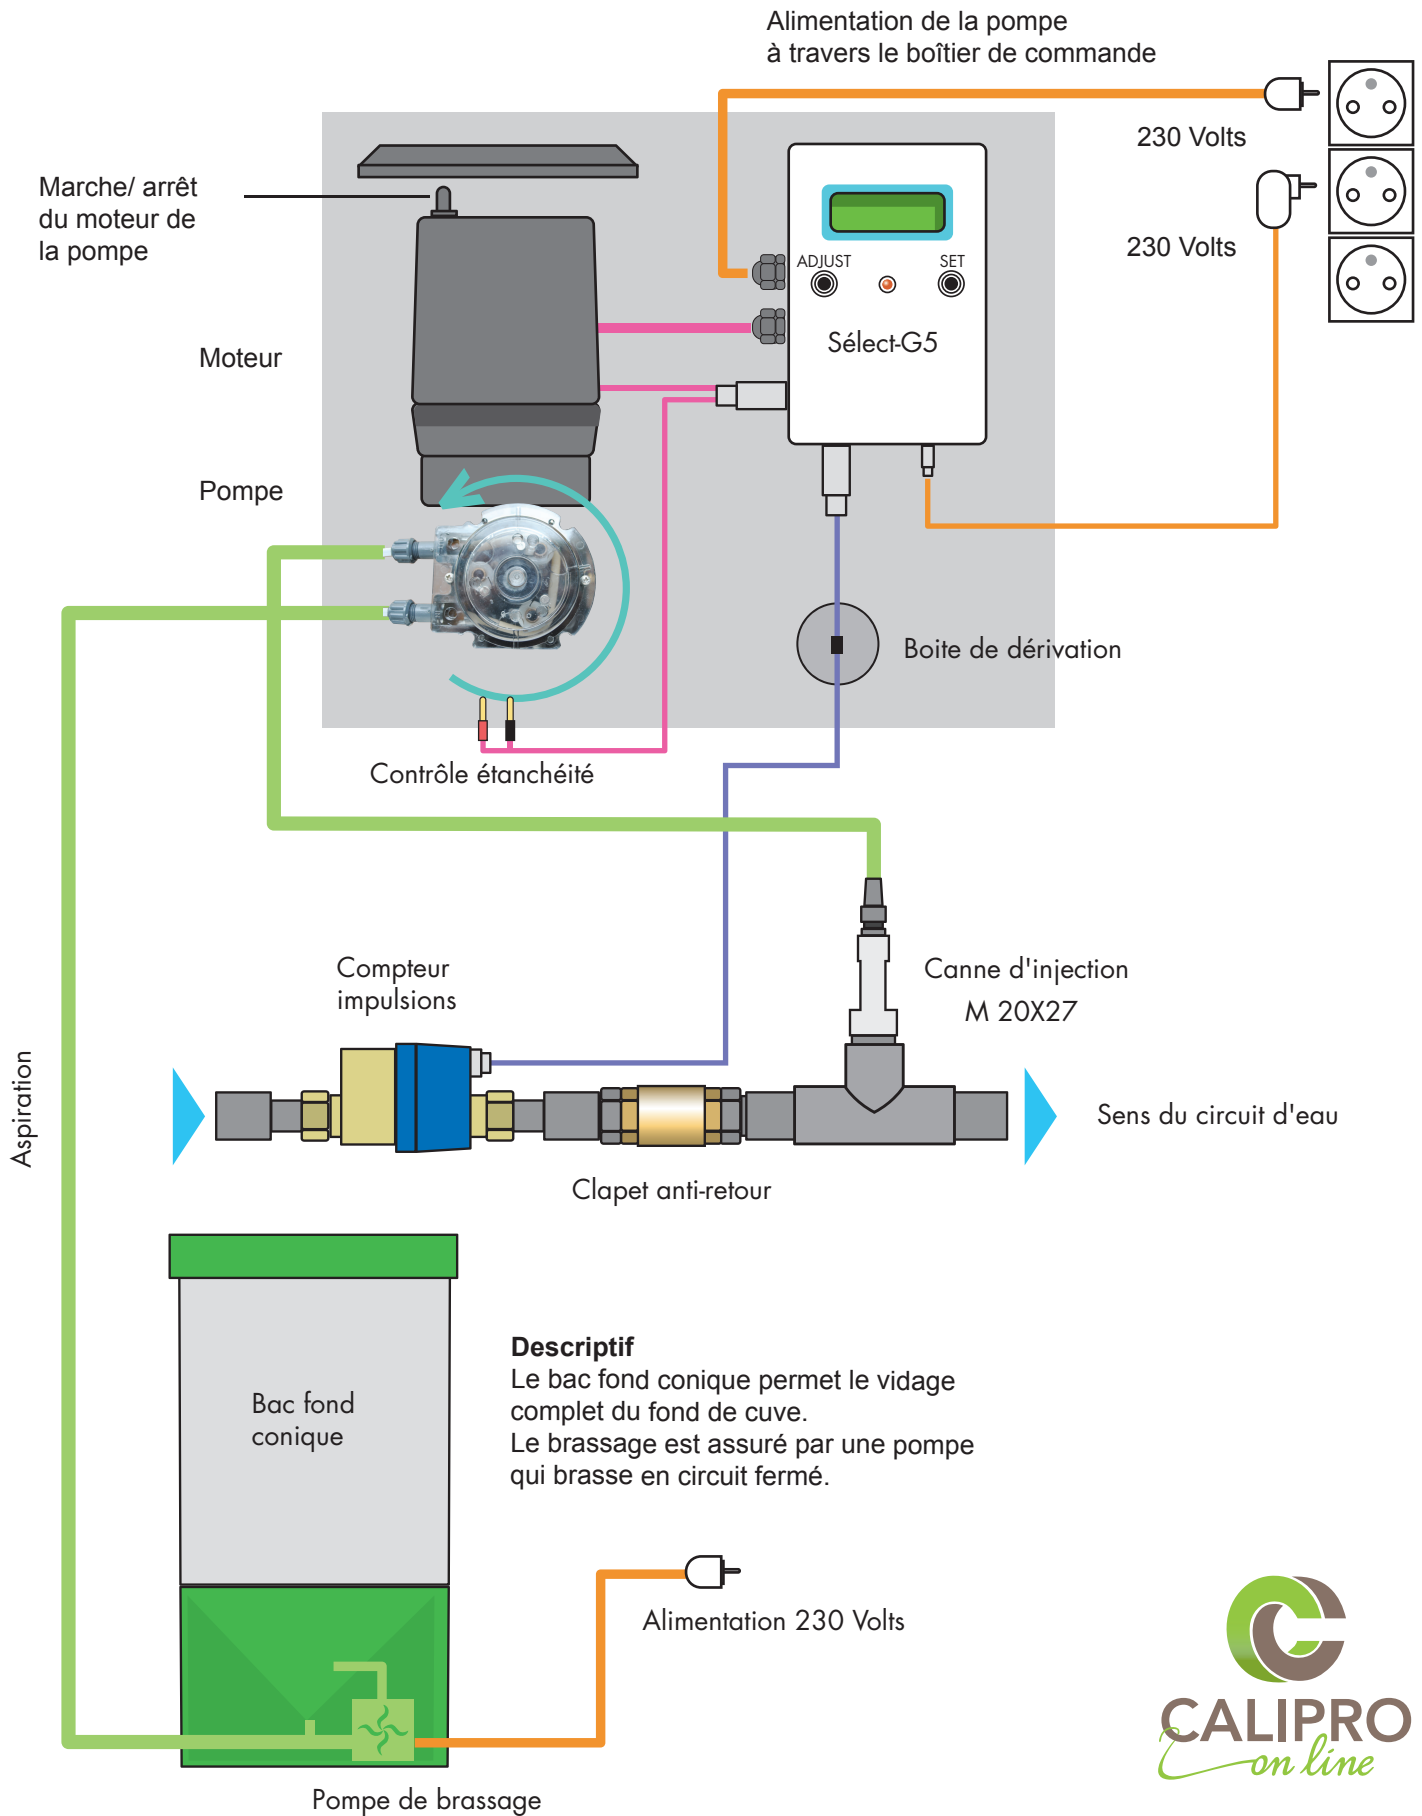 Alimentation de la pompe
à travers le boîtier de commande
230 Volts
230 Volts
Marche/ arrêt
du moteur de
la pompe
ADJUST
SET
Sélect-G5
Moteur
Pompe
Boite de dérivation
Contrôle étanchéité
Compteur
impulsions
Canne d'injection
M 20X27
Aspiration
Sens du circuit d'eau
Clapet anti-retour
Descriptif
Le bac fond conique permet le vidage
complet du fond de cuve.
Le brassage est assuré par une pompe
qui brasse en circuit fermé.
Bac fond
conique
Alimentation 230 Volts
Pompe de brassage
CALIPRO
on line